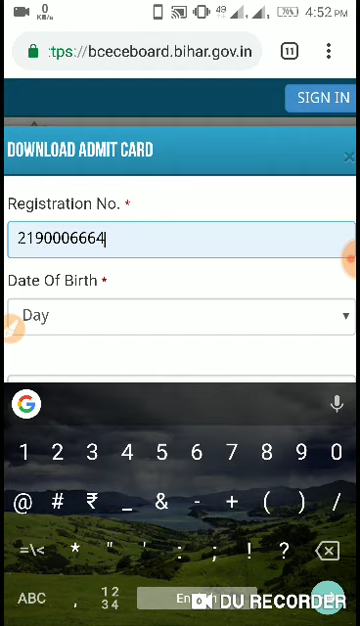 0
KB/s
4G
70%
4:52 PM
:tps://bceceboard.bihar.gov.in
11
SIGN IN
DOWNLOAD ADMIT CARD
×
Registration No. *
2190006664
Date Of Birth *
Day
G
1 2 3 4 5 6 7 8 9 0
@ # ₹ _ & - + ( ) /
=\< * " ' : ; ! ?
ABC , 12
34
DU RECORDER